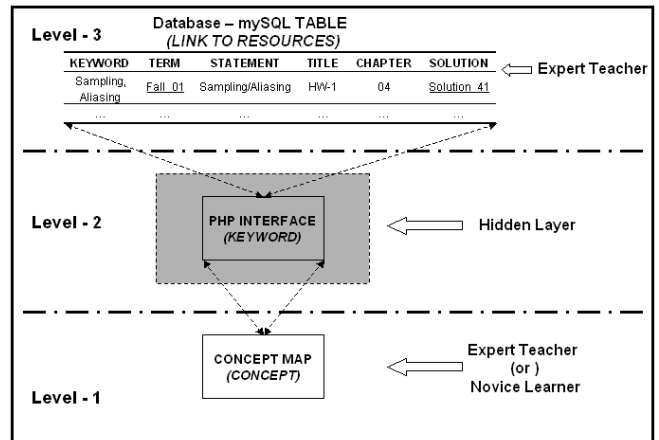 Level - 3
Database – mySQL TABLE
(LINK TO RESOURCES)
KEYWORD TERM STATEMENT TITLE CHAPTER SOLUTION
Sampling, Aliasing Fall_01 Sampling/Aliasing HW-1 04 Solution_41
... ... ... ... ... ...
Expert Teacher
Level - 2
PHP INTERFACE
(KEYWORD)
Hidden Layer
CONCEPT MAP
(CONCEPT)
Expert Teacher
(or )
Novice Learner
Level - 1